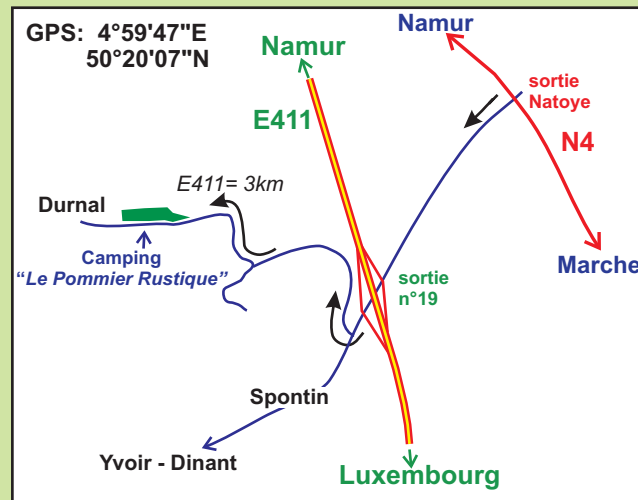 GPS: 4°59'47"E
50°20'07"N
Namur
Namur
sortie
Natoye
E411
N4
E411= 3km
Durnal
Camping
“Le Pommier Rustique”
Marche
sortie
n°19
Spontin
Yvoir - Dinant
Luxembourg